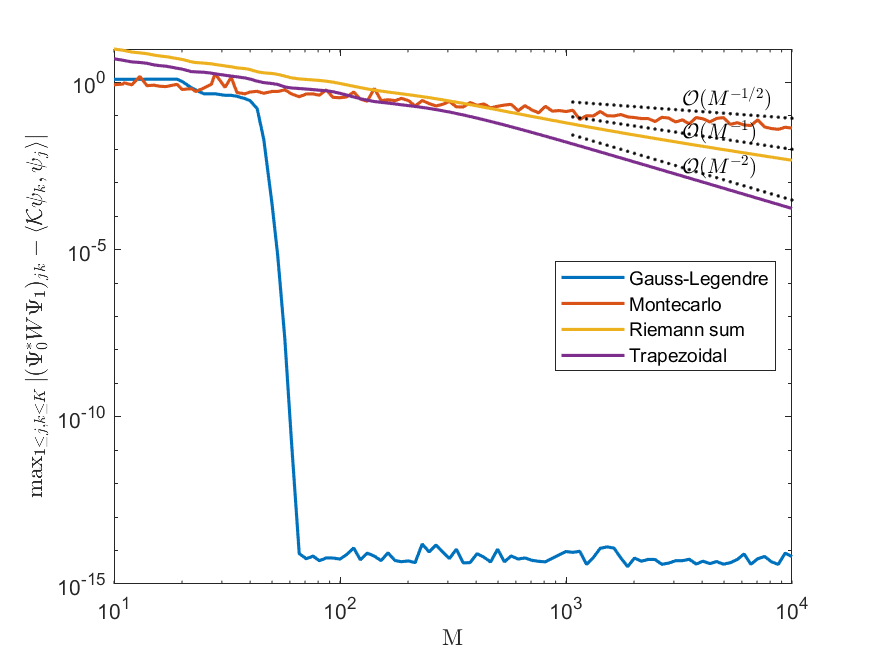 max_{1≤j,k≤K} |(Ψ_0^*WΨ_1)_{jk} − ⟨𝒦ψ_k, ψ_j⟩|
10^0
10^{-5}
10^{-10}
10^{-15}
𝒪(M^{-1/2})
𝒪(M^{-1})
𝒪(M^{-2})
Gauss-Legendre
Montecarlo
Riemann sum
Trapezoidal
10^1 10^2 10^3 10^4
M